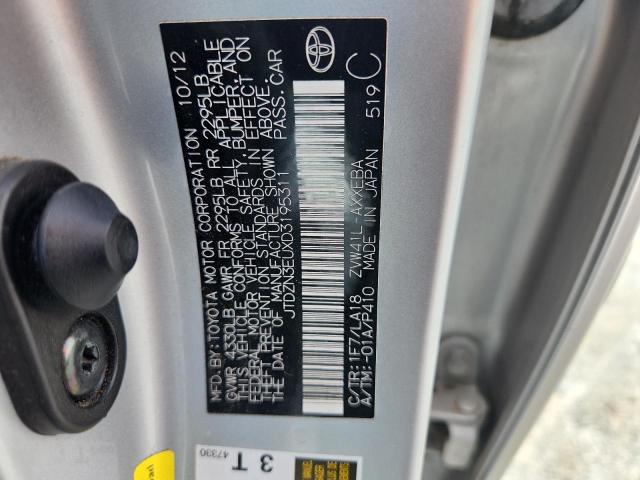 MFD. BY: TOYOTA MOTOR CORPORATION 10/12
GVWR 4330LB GAWR FR 2295LB RR 2295LB
THIS VEHICLE CONFORMS TO ALL APPLICABLE
FEDERAL MOTOR VEHICLE SAFETY, BUMPER, AND
THEFT PREVENTION STANDARDS IN EFFECT ON
THE DATE OF MANUFACTURE SHOWN ABOVE.
JTDZN3EUXD3195311 PASS. CAR
C/TR:1F7/LA18 ZVW41L-AXXEBA
A/TM:-01A/P410 MADE IN JAPAN 519 C
47330
3 T